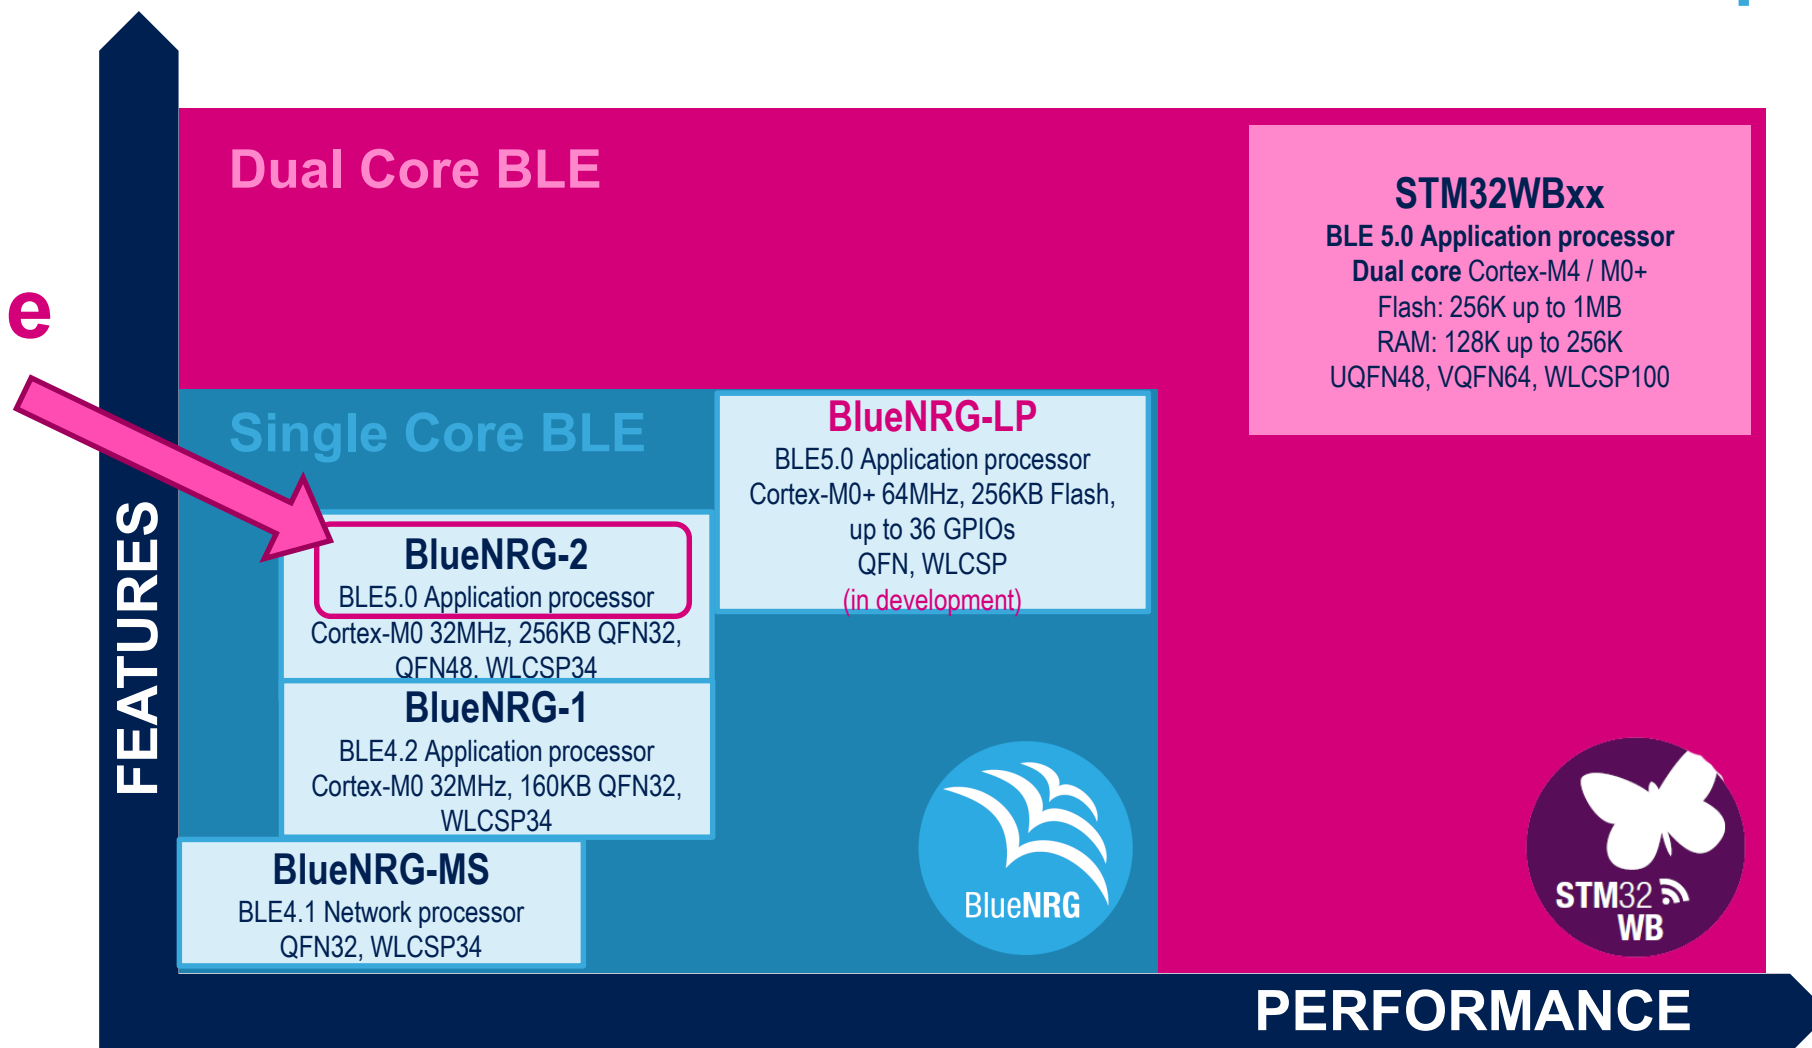 Dual Core BLE
STM32WBxx
BLE 5.0 Application processor
Dual core Cortex-M4 / M0+
Flash: 256K up to 1MB
RAM: 128K up to 256K
UQFN48, VQFN64, WLCSP100
e
Single Core BLE
BlueNRG-LP
BLE5.0 Application processor
Cortex-M0+ 64MHz, 256KB Flash,
up to 36 GPIOs
QFN, WLCSP
(in development)
BlueNRG-2
BLE5.0 Application processor
Cortex-M0 32MHz, 256KB QFN32,
QFN48, WLCSP34
BlueNRG-1
BLE4.2 Application processor
Cortex-M0 32MHz, 160KB QFN32,
WLCSP34
BlueNRG-MS
BLE4.1 Network processor
QFN32, WLCSP34
BlueNRG
STM32
WB
FEATURES
PERFORMANCE